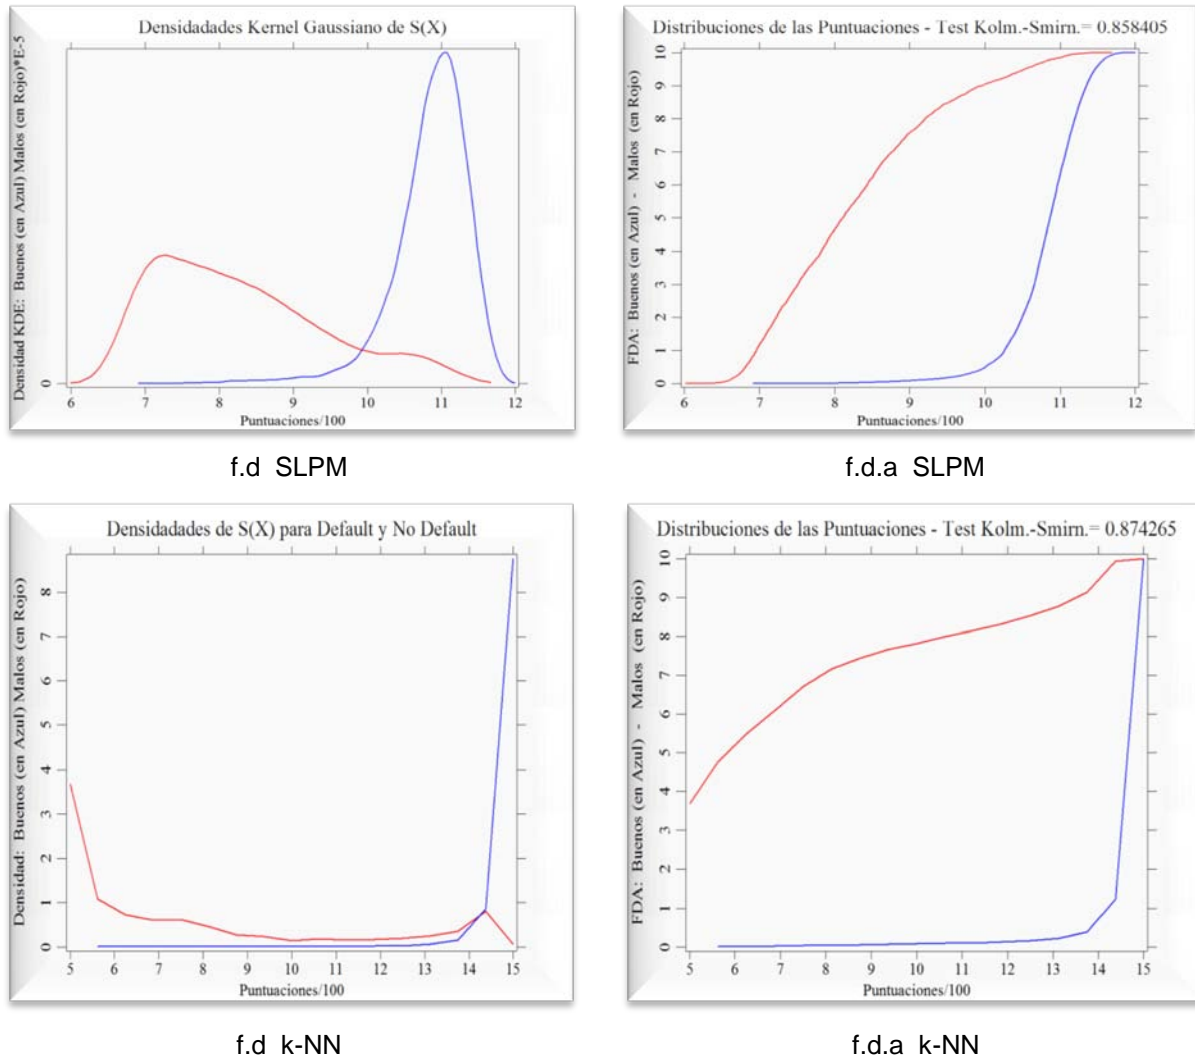 Densidadades Kernel Gaussiano de S(X)
Densidad KDE: Buenos (en Azul) Malos (en Rojo)*E-5
0
6 7 8 9 10 11 12
Puntuaciones/100
f.d SLPM
Distribuciones de las Puntuaciones - Test Kolm.-Smirn.= 0.858405
FDA: Buenos (en Azul) - Malos (en Rojo)
10
9
8
7
6
5
4
3
2
1
0
6 7 8 9 10 11 12
Puntuaciones/100
f.d.a SLPM
Densidadades de S(X) para Default y No Default
Densidad: Buenos (en Azul) Malos (en Rojo)
8
7
6
5
4
3
2
1
0
5 6 7 8 9 10 11 12 13 14 15
Puntuaciones/100
f.d k-NN
Distribuciones de las Puntuaciones - Test Kolm.-Smirn.= 0.874265
FDA: Buenos (en Azul) - Malos (en Rojo)
10
9
8
7
6
5
4
3
2
1
0
5 6 7 8 9 10 11 12 13 14 15
Puntuaciones/100
f.d.a k-NN